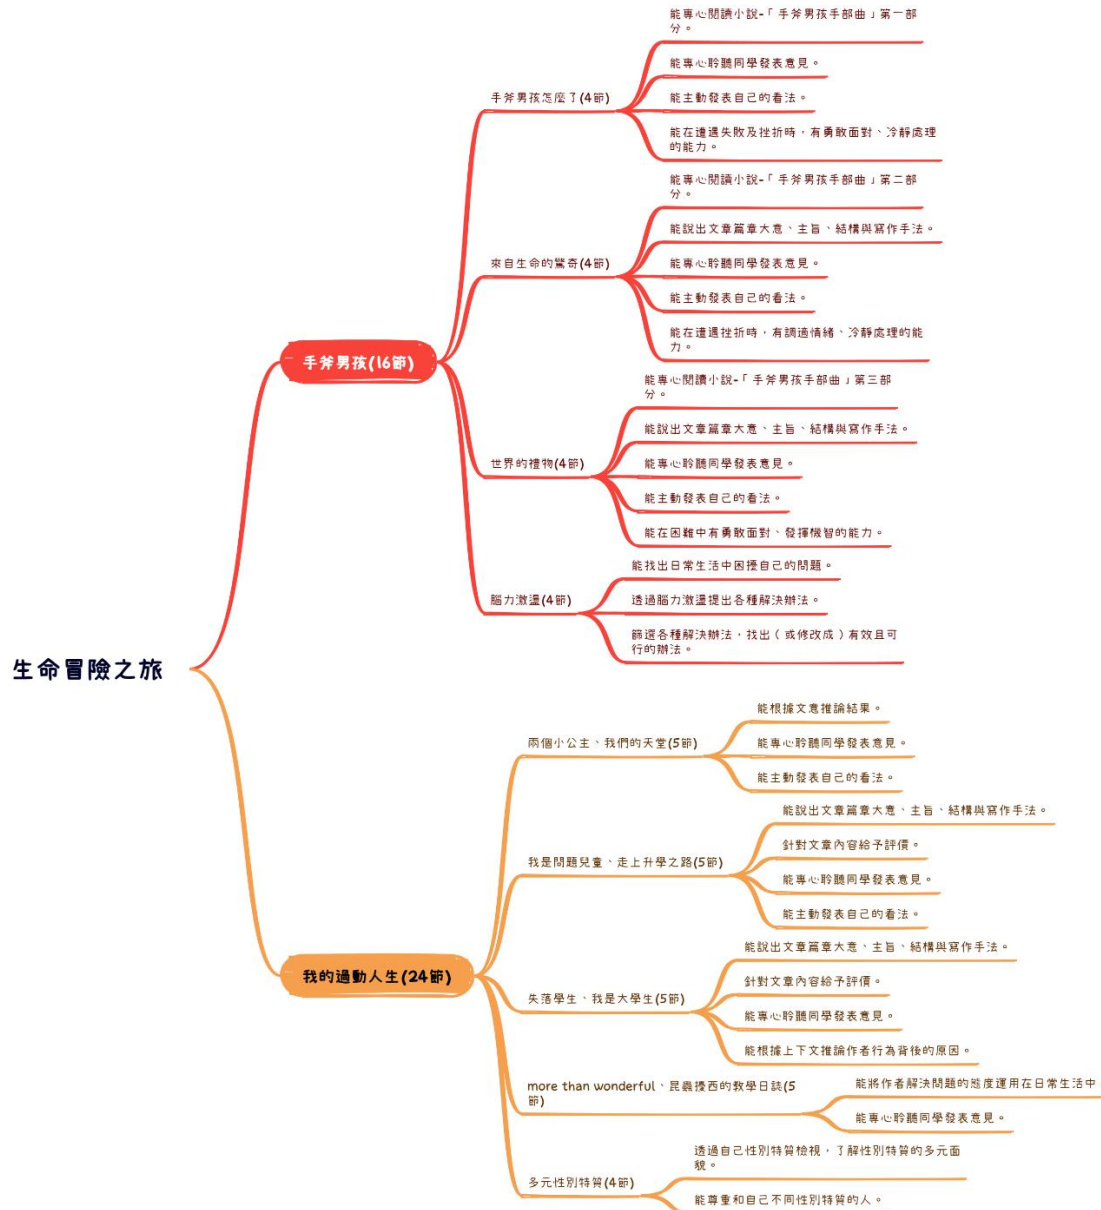 生命冒險之旅
手斧男孩(16節)
手斧男孩怎麼了(4節)
能專心閱讀小說-「手斧男孩手部曲」第一部
分。
能專心聆聽同學發表意見。
能主動發表自己的看法。
能在遭遇失敗及挫折時，有勇敢面對、冷靜處理
的能力。
來自生命的驚奇(4節)
能專心閱讀小說-「手斧男孩手部曲」第二部
分。
能說出文章篇章大意、主旨、結構與寫作手法。
能專心聆聽同學發表意見。
能主動發表自己的看法。
能在遭遇挫折時，有調適情緒、冷靜處理的能
力。
世界的禮物(4節)
能專心閱讀小說-「手斧男孩手部曲」第三部
分。
能說出文章篇章大意、主旨、結構與寫作手法。
能專心聆聽同學發表意見。
能主動發表自己的看法。
能在困難中有勇敢面對、發揮機智的能力。
腦力激盪(4節)
能找出日常生活中困擾自己的問題。
透過腦力激盪提出各種解決辦法。
篩選各種解決辦法，找出（或修改成）有效且可
行的辦法。
我的過動人生(24節)
兩個小公主、我們的天堂(5節)
能根據文意推論結果。
能專心聆聽同學發表意見。
能主動發表自己的看法。
我是問題兒童、走上升學之路(5節)
能說出文章篇章大意、主旨、結構與寫作手法。
針對文章內容給予評價。
能專心聆聽同學發表意見。
能主動發表自己的看法。
失落學生、我是大學生(5節)
能說出文章篇章大意、主旨、結構與寫作手法。
針對文章內容給予評價。
能專心聆聽同學發表意見。
能根據上下文推論作者行為背後的原因。
more than wonderful、昆蟲擾西的教學日誌(5
節)
能將作者解決問題的態度運用在日常生活中
能專心聆聽同學發表意見。
多元性別特質(4節)
透過自己性別特質檢視，了解性別特質的多元面
貌。
能尊重和自己不同性別特質的人。